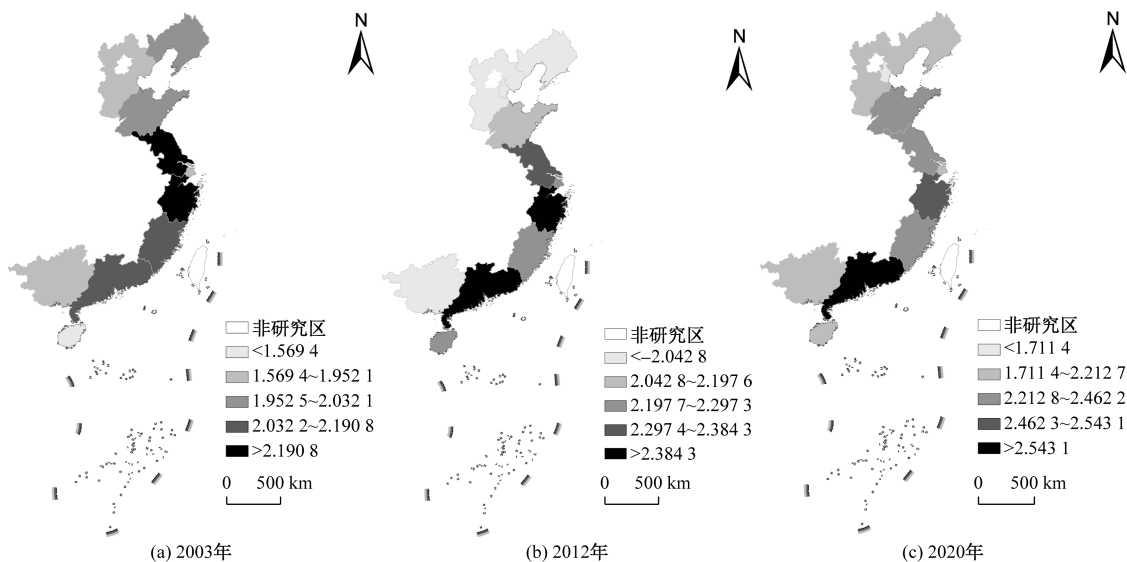 N
N
N
非研究区
<1.569 4
1.569 4~1.952 1
1.952 5~2.032 1
2.032 2~2.190 8
>2.190 8
0 500 km
(a) 2003年
非研究区
<–2.042 8
2.042 8~2.197 6
2.197 7~2.297 3
2.297 4~2.384 3
>2.384 3
0 500 km
(b) 2012年
非研究区
<1.711 4
1.711 4~2.212 7
2.212 8~2.462 2
2.462 3~2.543 1
>2.543 1
0 500 km
(c) 2020年